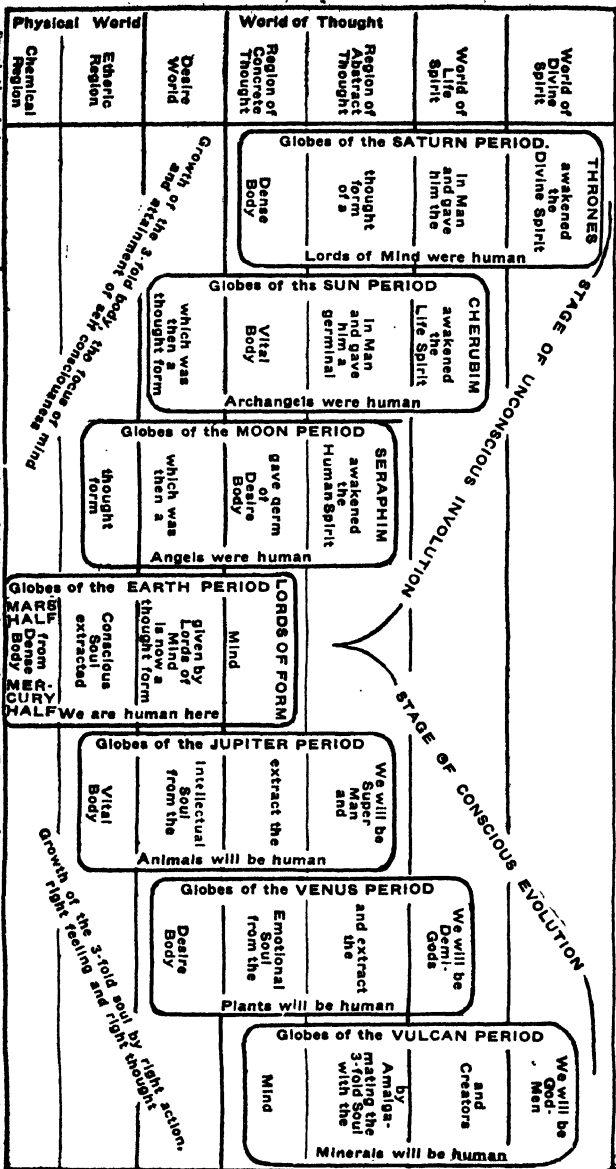 Physical World
World of Thought
Chemical
Region
Etheric
Region
Desire
World
Region of
Concrete
Thought
Region of
Abstract
Thought
World of
Life
Spirit
World of
Divine
Spirit
Globes of the SATURN PERIOD.
THRONES
awakened
the
Divine Spirit
In Man
and gave
him the
thought
form
of a
Dense
Body
Lords of Mind were human
Growth of the 3-fold body, the focus of mind
and attainment of self consciousness
STAGE OF UNCONSCIOUS INVOLUTION
Globes of ths SUN PERIOD
CHERUBIM
awakened
the
Life Spirit
In Man
and gave
him a
germinal
Vital
Body
which was
then a
thought form
Archangels were human
Globes of the MOON PERIOD
SERAPHIM
awakened
the
Human Spirit
gave germ
of
Desire
Body
which was
then a
thought
form
Angels were human
Globes of the EARTH PERIOD
LORDS OF FORM
Mind
given by
Lords of
Mind
is now a
thought form
Conscious
Soul
extracted
from
Dense
Body
MARS
HALF
MER-
CURY
HALF
We are human here
STAGE OF CONSCIOUS EVOLUTION
Globes of the JUPITER PERIOD
We will be
Super
Man
and
extract the
Intellectual
Soul
from the
Vital
Body
Animals will be human
Globes of the VENUS PERIOD
We will be
Demi-
Gods
and extract
the
Emotional
Soul
from the
Desire
Body
Plants will be human
Growth of the 3-fold soul by right action,
right feeling and right thought
Globes of the VULCAN PERIOD
We will be
God-
Men
and
Creators
by
Amalga-
mating the
3-fold Soul
with the
Mind
Minerals will be human